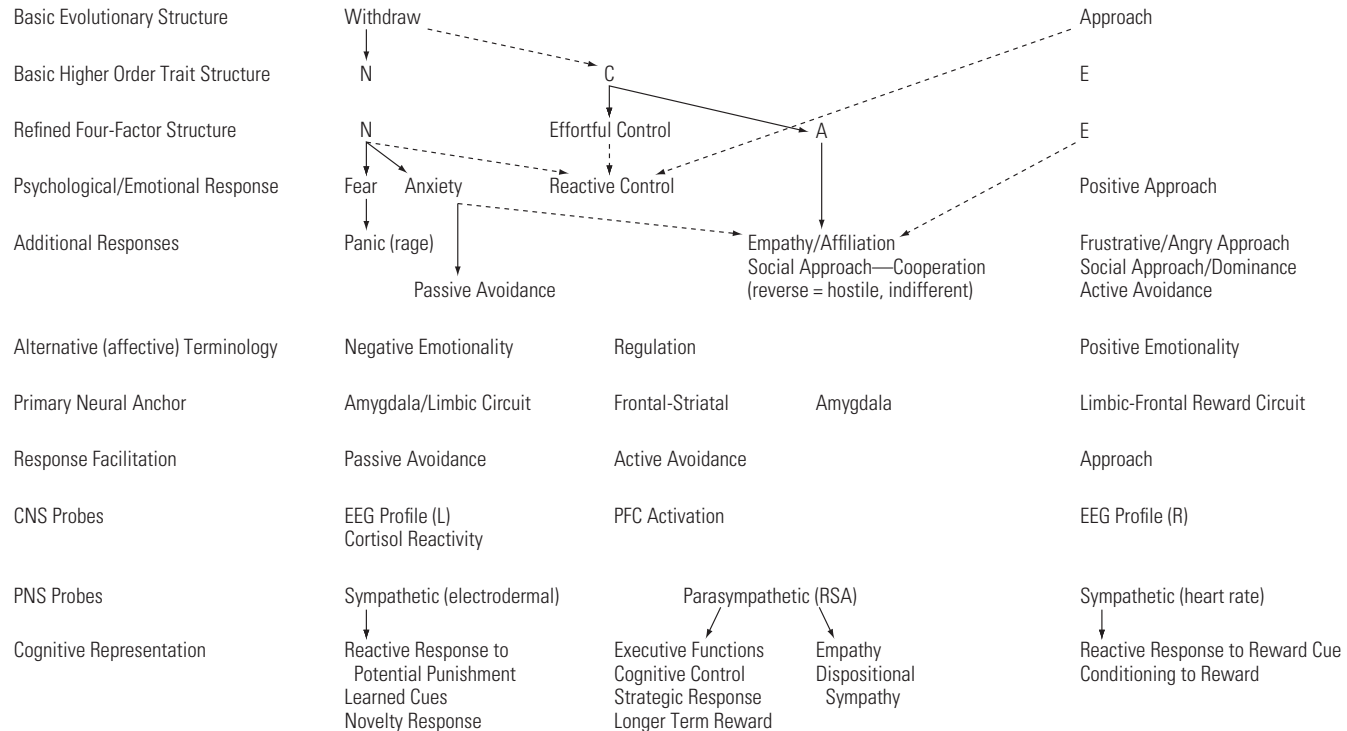 Basic Evolutionary Structure Withdraw Approach
Basic Higher Order Trait Structure N C E
Refined Four-Factor Structure N Effortful Control A E
Psychological/Emotional Response Fear Anxiety Reactive Control Positive Approach
Additional Responses Panic (rage) Empathy/Affiliation Frustrative/Angry Approach
Social Approach—Cooperation Social Approach/Dominance
Passive Avoidance (reverse = hostile, indifferent) Active Avoidance
Alternative (affective) Terminology Negative Emotionality Regulation Positive Emotionality
Primary Neural Anchor Amygdala/Limbic Circuit Frontal-Striatal Amygdala Limbic-Frontal Reward Circuit
Response Facilitation Passive Avoidance Active Avoidance Approach
CNS Probes EEG Profile (L) PFC Activation EEG Profile (R)
Cortisol Reactivity
PNS Probes Sympathetic (electrodermal) Parasympathetic (RSA) Sympathetic (heart rate)
Cognitive Representation Reactive Response to Executive Functions Empathy Reactive Response to Reward Cue
Potential Punishment Cognitive Control Dispositional Conditioning to Reward
Learned Cues Strategic Response Sympathy
Novelty Response Longer Term Reward